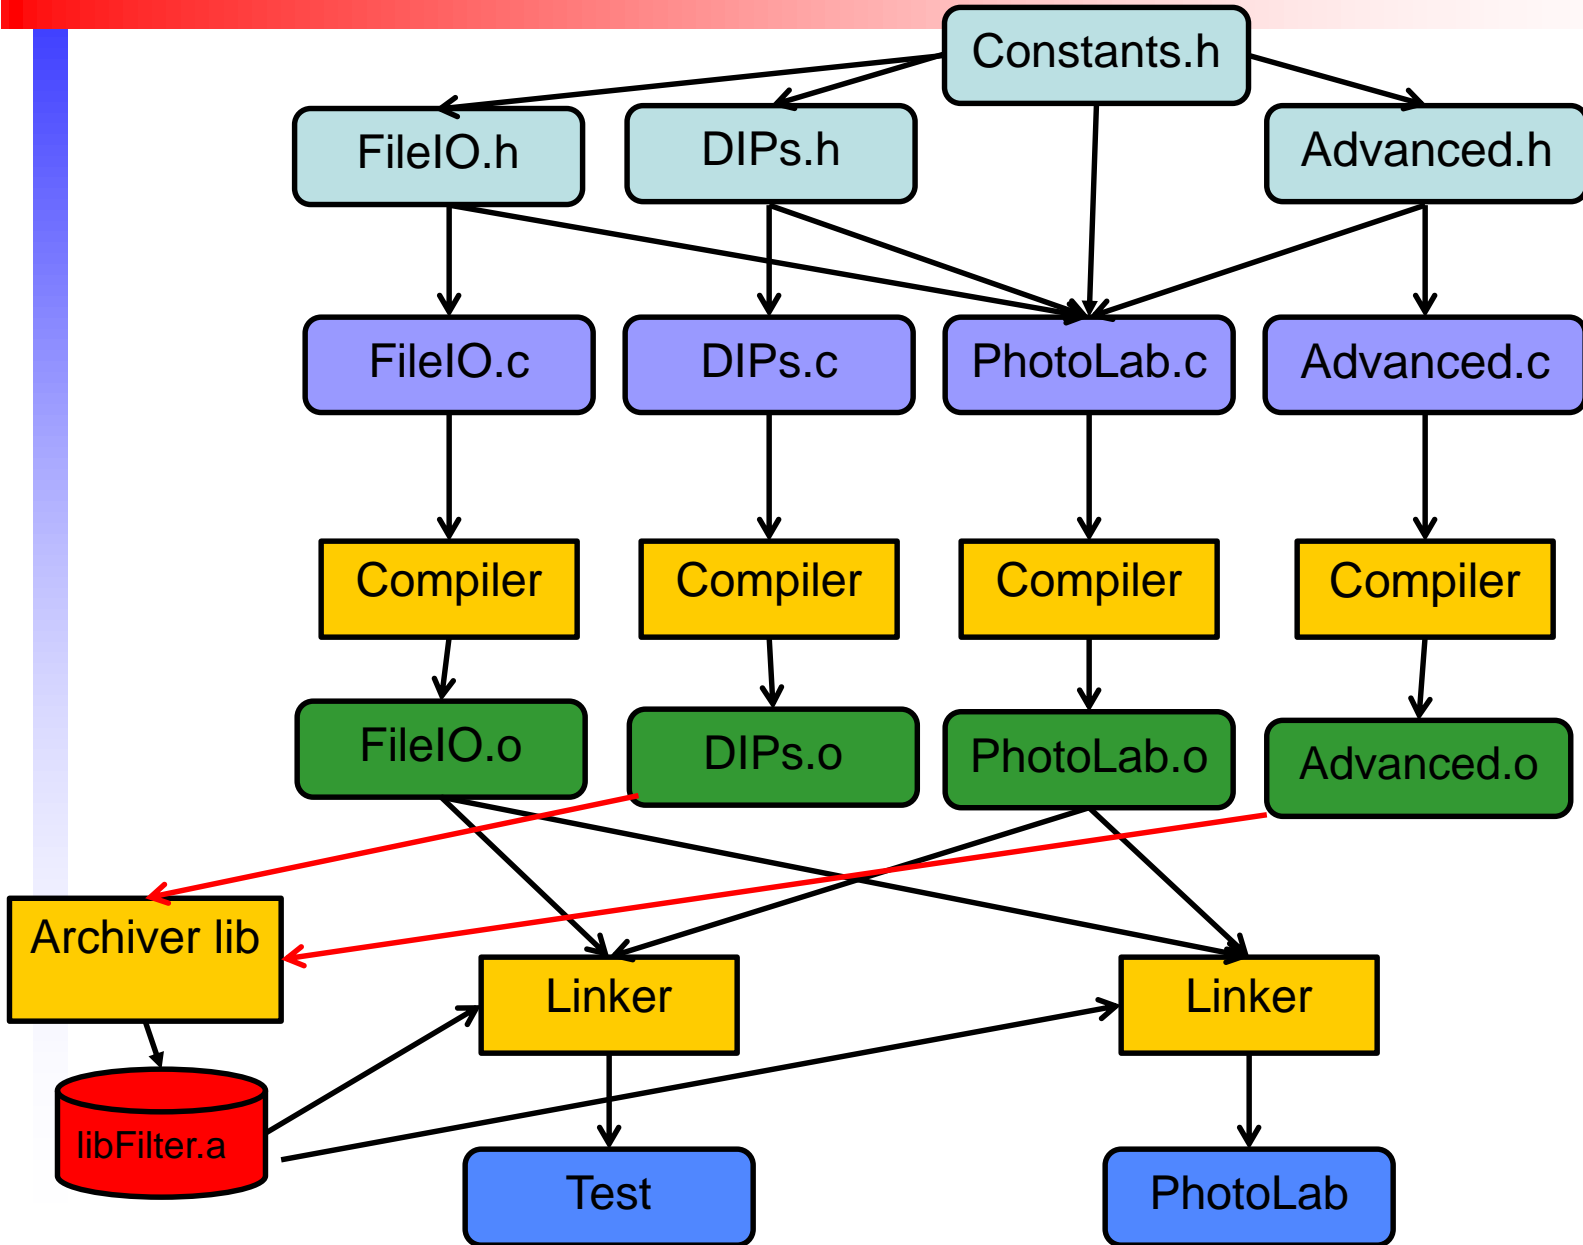 Constants.h
FileIO.h
DIPs.h
Advanced.h
FileIO.c
DIPs.c
PhotoLab.c
Advanced.c
Compiler
Compiler
Compiler
Compiler
FileIO.o
DIPs.o
PhotoLab.o
Advanced.o
Archiver lib
Linker
Linker
libFilter.a
Test
PhotoLab